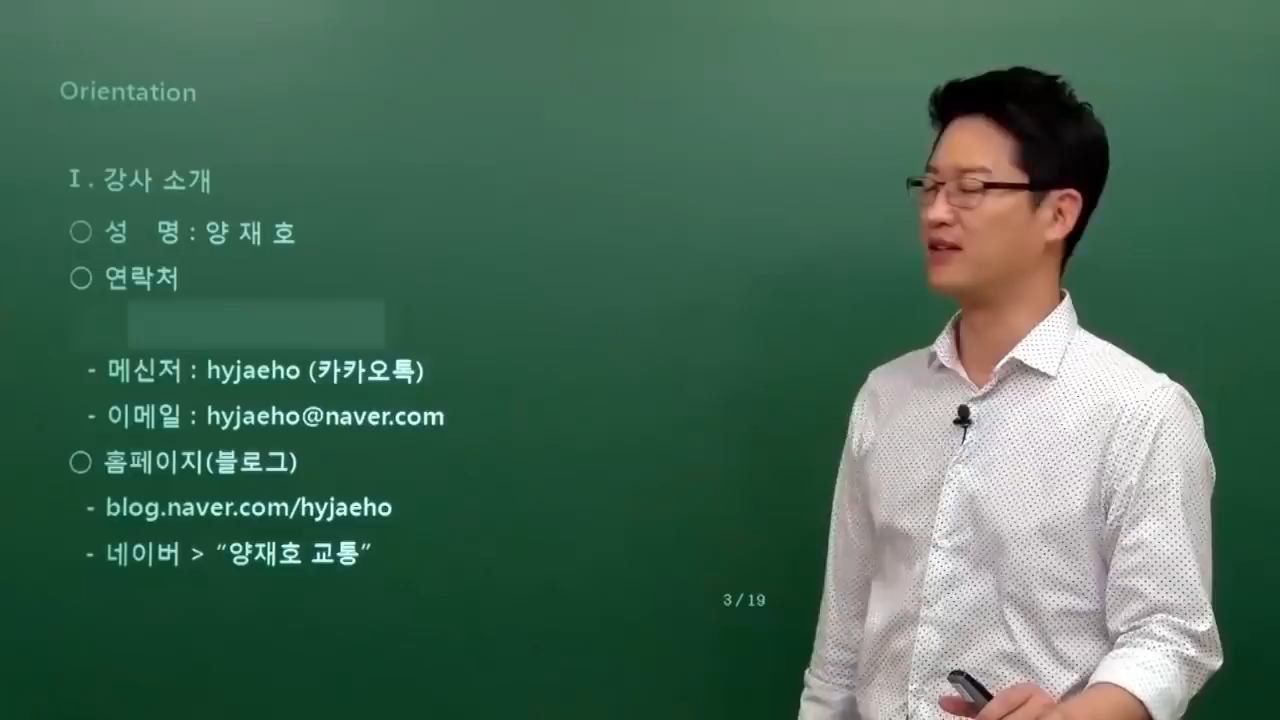 Orientation
Ⅰ. 강사 소개
○ 성 명 : 양 재 호
○ 연락처
- 메신저 : hyjaeho (카카오톡)
- 이메일 : hyjaeho@naver.com
○ 홈페이지(블로그)
- blog.naver.com/hyjaeho
- 네이버 > “양재호 교통”
3 / 19